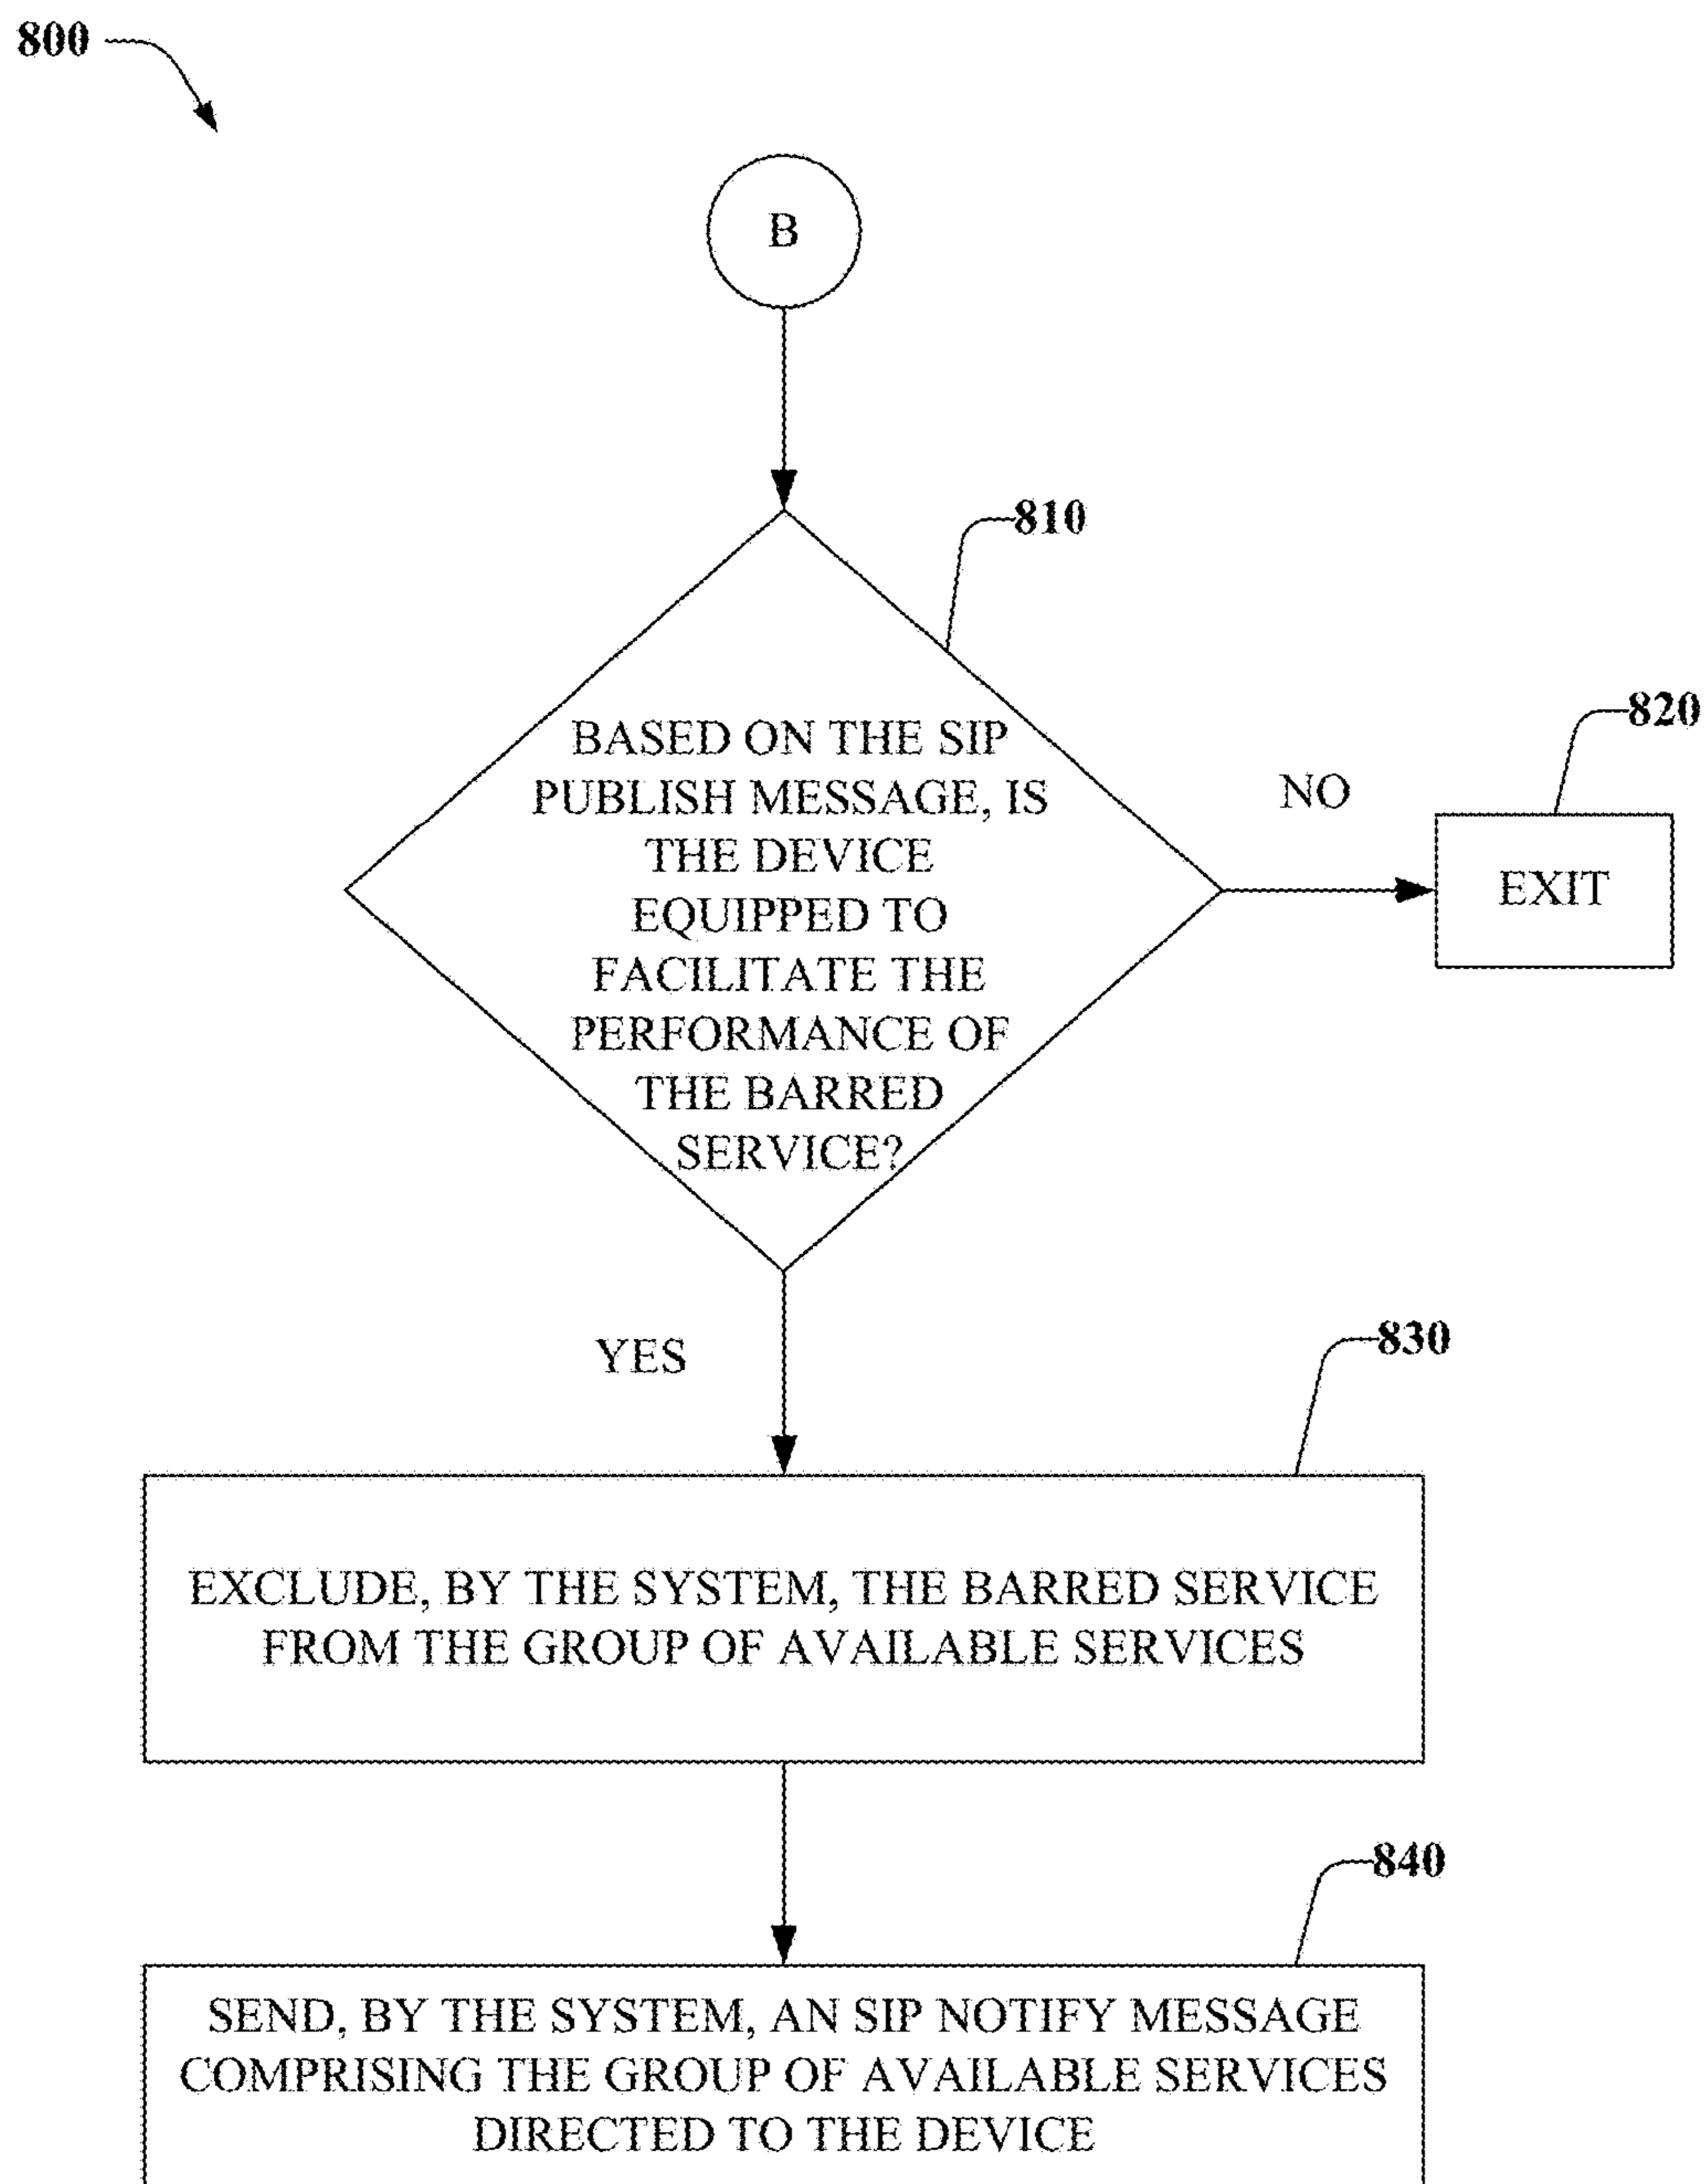 800
B
810
BASED ON THE SIP
PUBLISH MESSAGE, IS
THE DEVICE
EQUIPPED TO
FACILITATE THE
PERFORMANCE OF
THE BARRED
SERVICE?
NO
820
EXIT
YES
830
EXCLUDE, BY THE SYSTEM, THE BARRED SERVICE
FROM THE GROUP OF AVAILABLE SERVICES
840
SEND, BY THE SYSTEM, AN SIP NOTIFY MESSAGE
COMPRISING THE GROUP OF AVAILABLE SERVICES
DIRECTED TO THE DEVICE